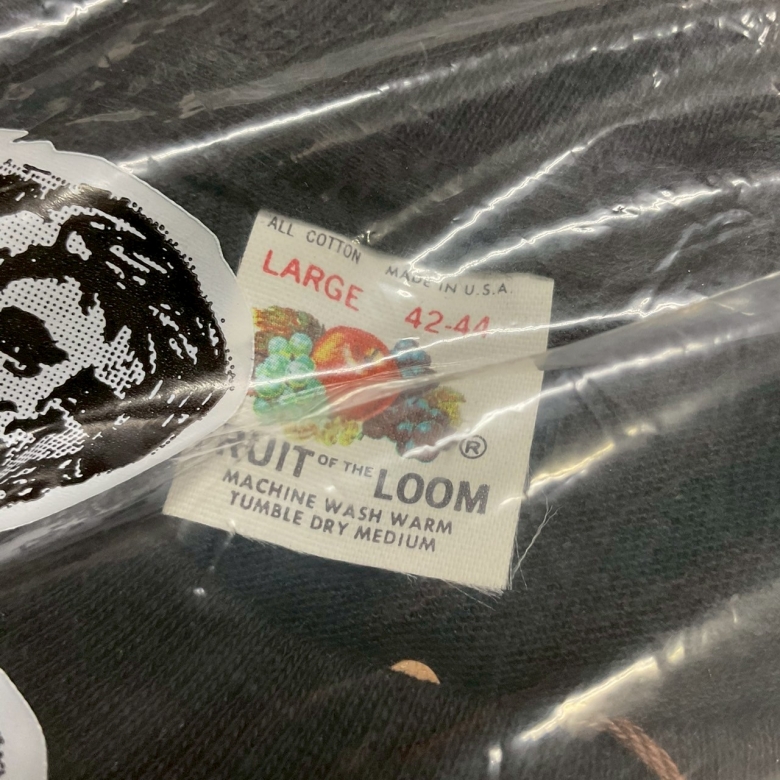 ALL COTTON MADE IN U.S.A.
LARGE 42-44
RUIT OF THE LOOM ®
MACHINE WASH WARM
TUMBLE DRY MEDIUM